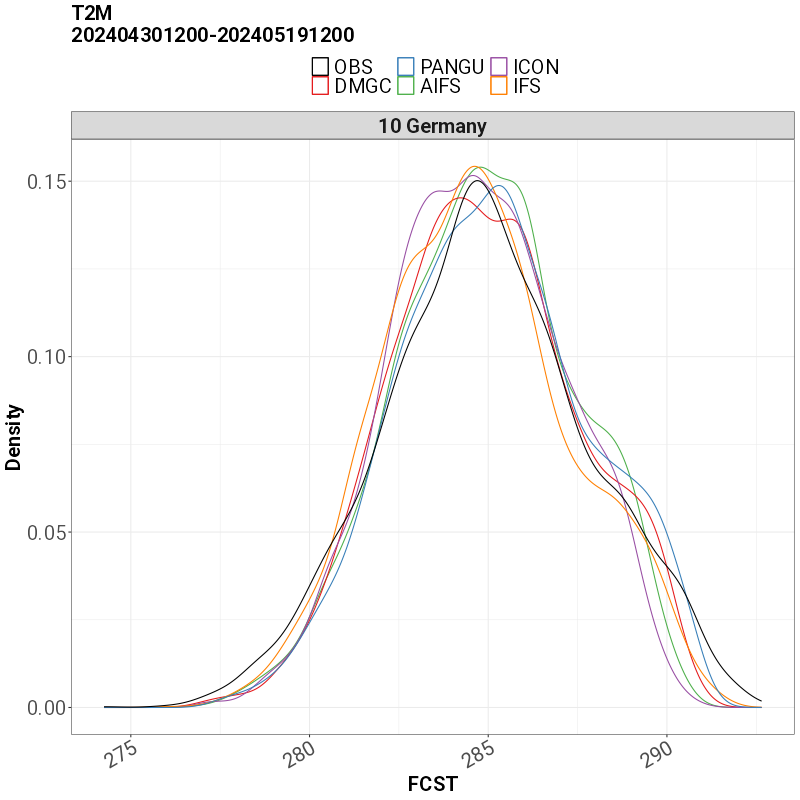 T2M
202404301200-202405191200
OBS PANGU ICON
DMGC AIFS IFS
10 Germany
0.15
0.10
0.05
0.00
Density
275 280 285 290
FCST